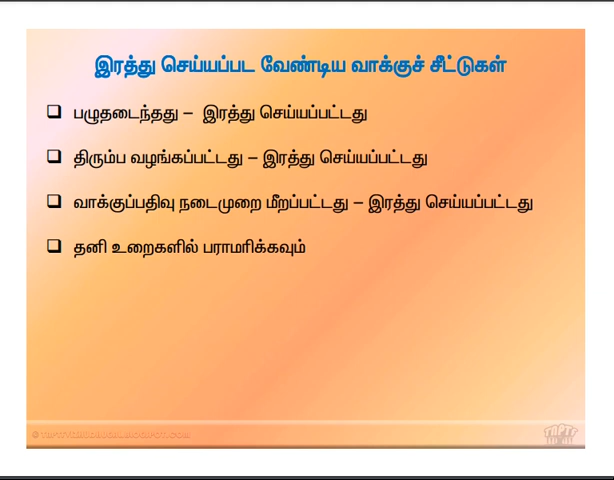 இரத்து செய்யப்பட வேண்டிய வாக்குச் சீட்டுகள்
பழுதடைந்தது – இரத்து செய்யப்பட்டது
திரும்ப வழங்கப்பட்டது – இரத்து செய்யப்பட்டது
வாக்குப்பதிவு நடைமுறை மீறப்பட்டது – இரத்து செய்யப்பட்டது
தனி உறைகளில் பராமரிக்கவும்